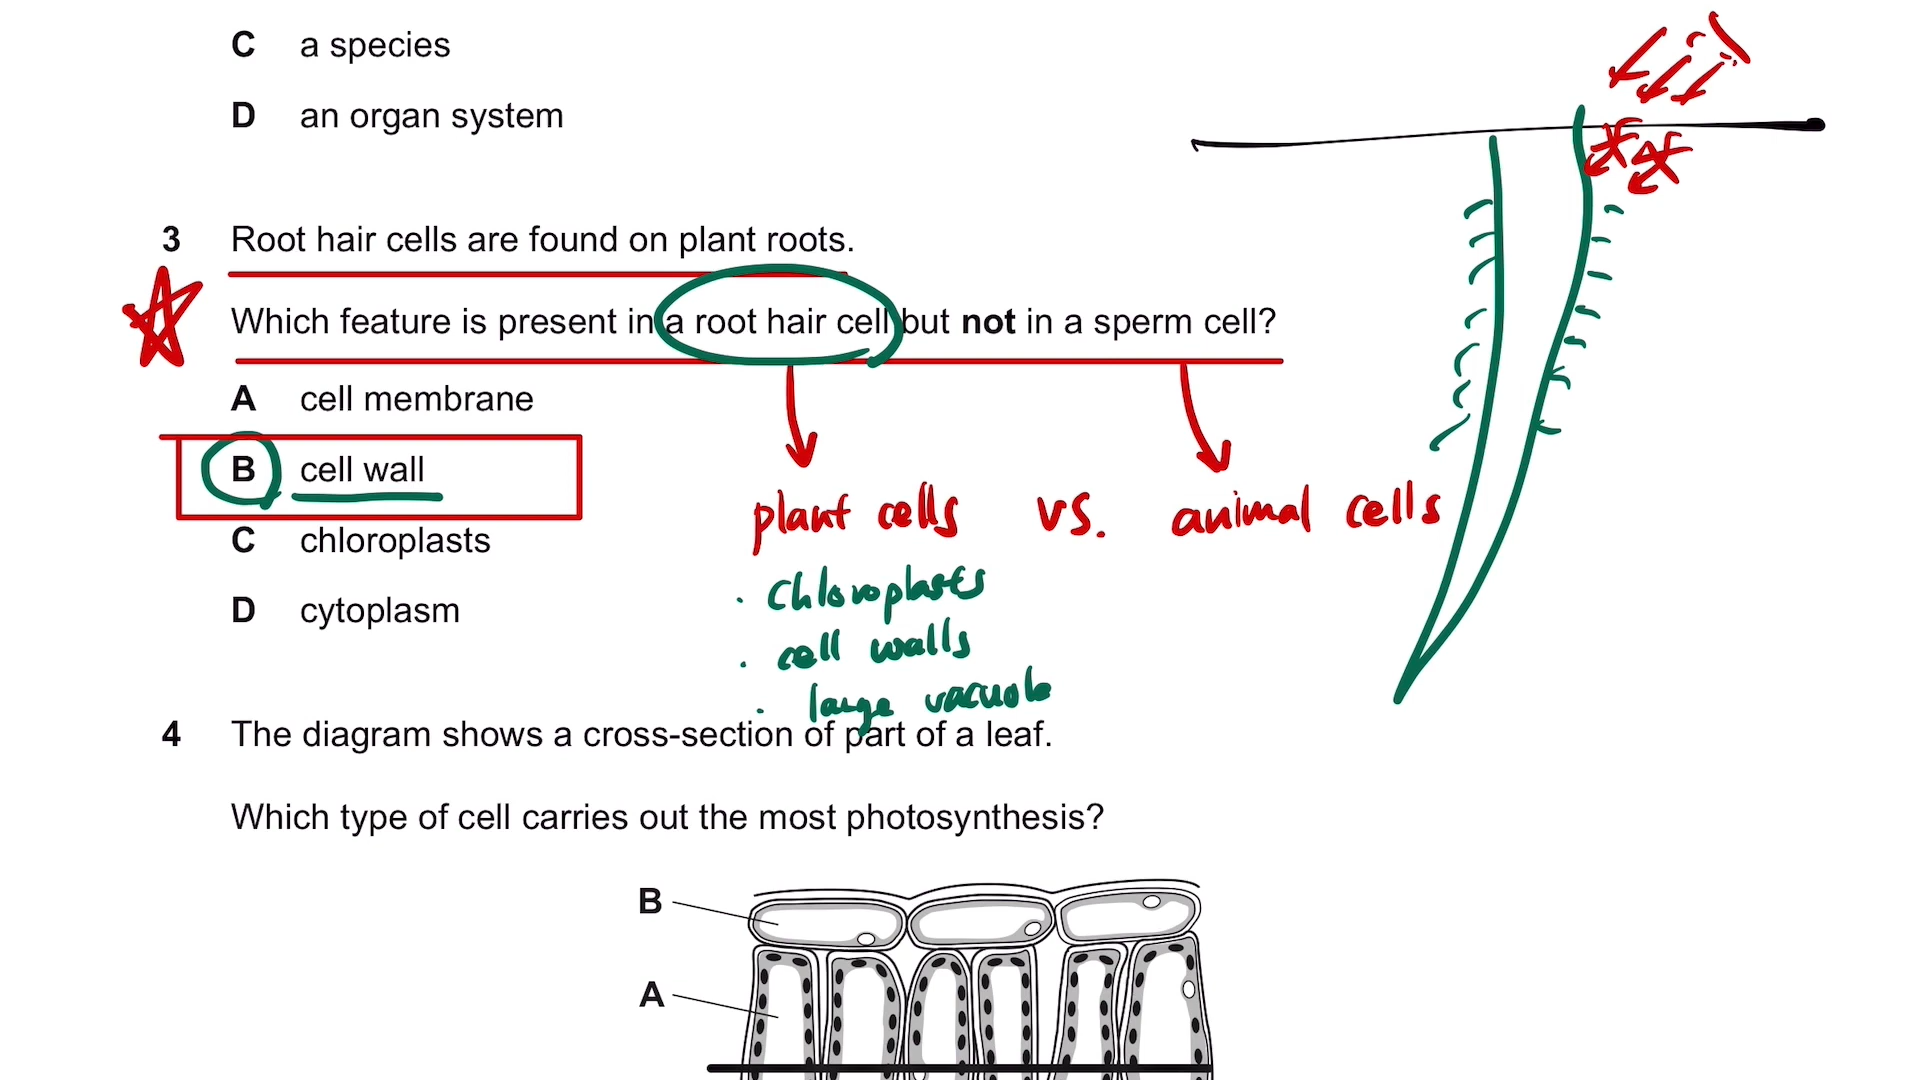 C a species
D an organ system
3 Root hair cells are found on plant roots.
Which feature is present in a root hair cell but not in a sperm cell?
A cell membrane
B cell wall
C chloroplasts
D cytoplasm
plant cells vs. animal cells
· Chloroplasts
· cell walls
· large vacuole
4 The diagram shows a cross-section of part of a leaf.
Which type of cell carries out the most photosynthesis?
B
A